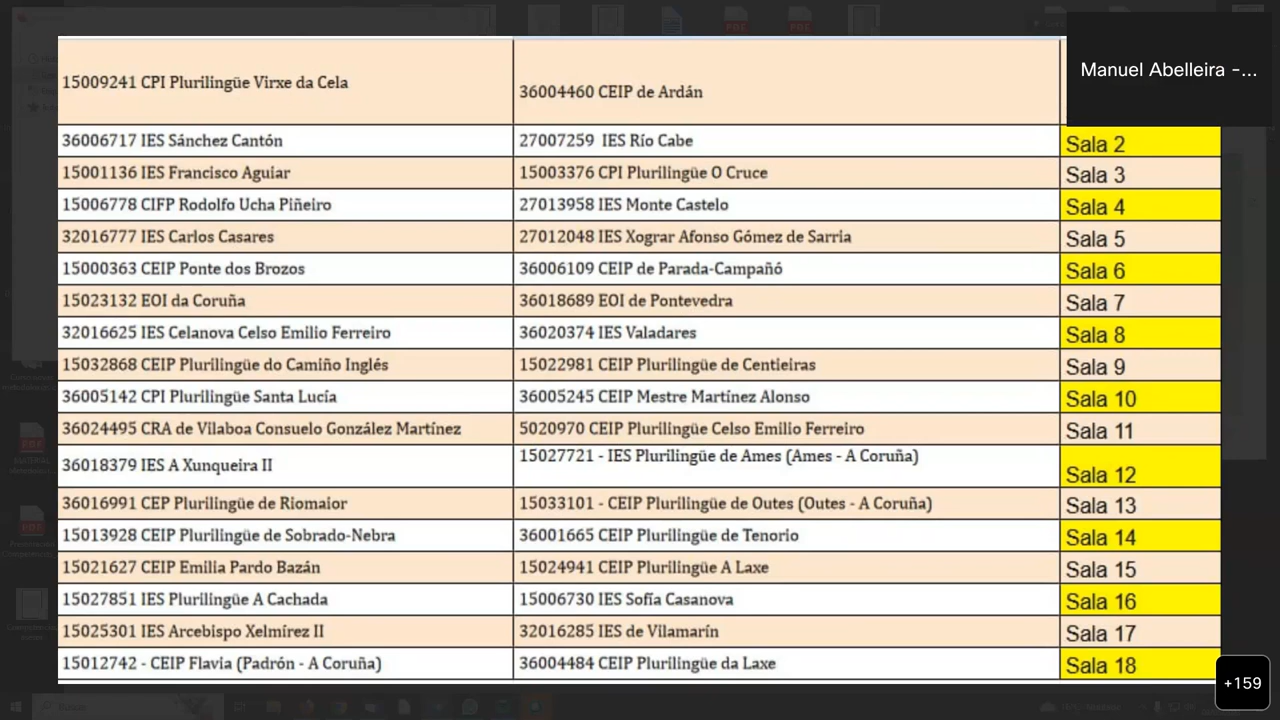 Manuel Abelleira -...
15009241 CPI Plurilingüe Virxe da Cela
36004460 CEIP de Ardán
36006717 IES Sánchez Cantón 27007259 IES Río Cabe Sala 2
15001136 IES Francisco Aguiar 15003376 CPI Plurilingüe O Cruce Sala 3
15006778 CIFP Rodolfo Ucha Piñeiro 27013958 IES Monte Castelo Sala 4
32016777 IES Carlos Casares 27012048 IES Xograr Afonso Gómez de Sarria Sala 5
15000363 CEIP Ponte dos Brozos 36006109 CEIP de Parada-Campañó Sala 6
15023132 EOI da Coruña 36018689 EOI de Pontevedra Sala 7
32016625 IES Celanova Celso Emilio Ferreiro 36020374 IES Valadares Sala 8
15032868 CEIP Plurilingüe do Camiño Inglés 15022981 CEIP Plurilingüe de Centieiras Sala 9
36005142 CPI Plurilingüe Santa Lucía 36005245 CEIP Mestre Martínez Alonso Sala 10
36024495 CRA de Vilaboa Consuelo González Martínez 5020970 CEIP Plurilingüe Celso Emilio Ferreiro Sala 11
36018379 IES A Xunqueira II 15027721 - IES Plurilingüe de Ames (Ames - A Coruña) Sala 12
36016991 CEP Plurilingüe de Riomaior 15033101 - CEIP Plurilingüe de Outes (Outes - A Coruña) Sala 13
15013928 CEIP Plurilingüe de Sobrado-Nebra 36001665 CEIP Plurilingüe de Tenorio Sala 14
15021627 CEIP Emilia Pardo Bazán 15024941 CEIP Plurilingüe A Laxe Sala 15
15027851 IES Plurilingüe A Cachada 15006730 IES Sofía Casanova Sala 16
15025301 IES Arcebispo Xelmírez II 32016285 IES de Vilamarín Sala 17
15012742 - CEIP Flavia (Padrón - A Coruña) 36004484 CEIP Plurilingüe da Laxe Sala 18
+159
PDF
PDF
PDF
PDF